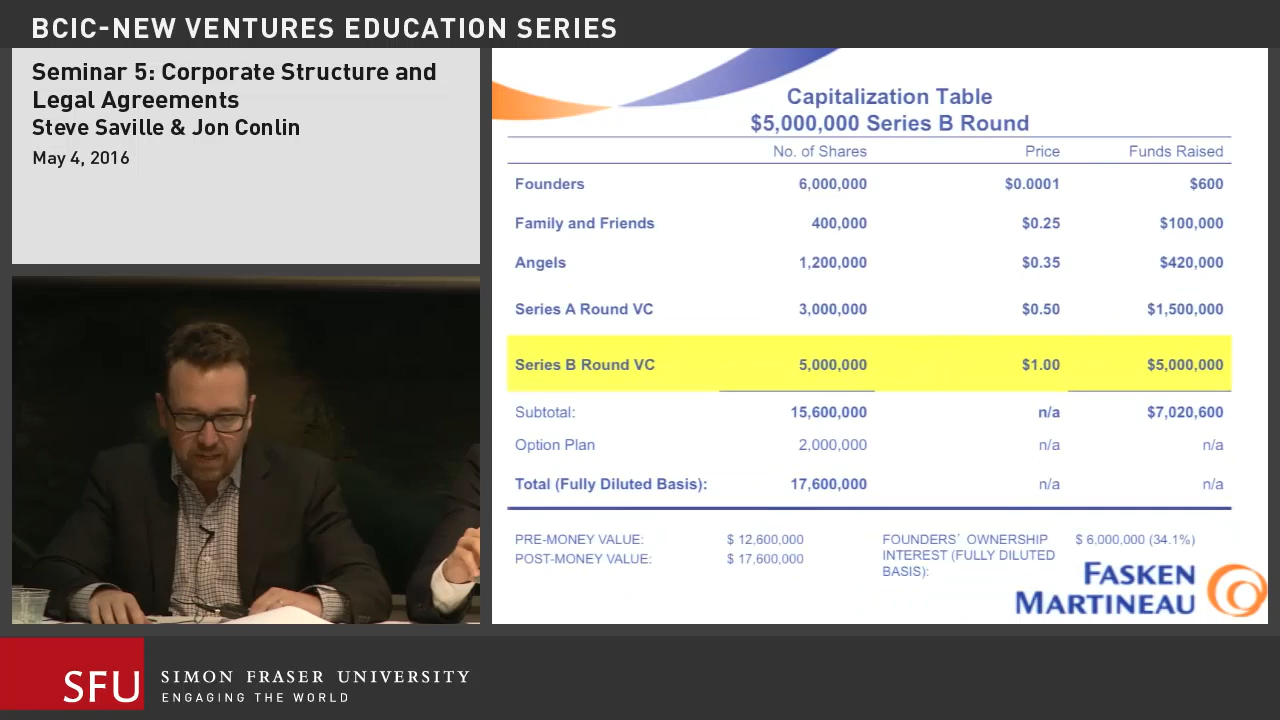 BCIC-NEW VENTURES EDUCATION SERIES
Seminar 5: Corporate Structure and
Legal Agreements
Steve Saville & Jon Conlin
May 4, 2016
Capitalization Table
$5,000,000 Series B Round
No. of Shares Price Funds Raised
Founders 6,000,000 $0.0001 $600
Family and Friends 400,000 $0.25 $100,000
Angels 1,200,000 $0.35 $420,000
Series A Round VC 3,000,000 $0.50 $1,500,000
Series B Round VC 5,000,000 $1.00 $5,000,000
Subtotal: 15,600,000 n/a $7,020,600
Option Plan 2,000,000 n/a n/a
Total (Fully Diluted Basis): 17,600,000 n/a n/a
PRE-MONEY VALUE: $ 12,600,000
POST-MONEY VALUE: $ 17,600,000
FOUNDERS´ OWNERSHIP $ 6,000,000 (34.1%)
INTEREST (FULLY DILUTED
BASIS):
FASKEN
MARTINEAU
SFU SIMON FRASER UNIVERSITY
ENGAGING THE WORLD